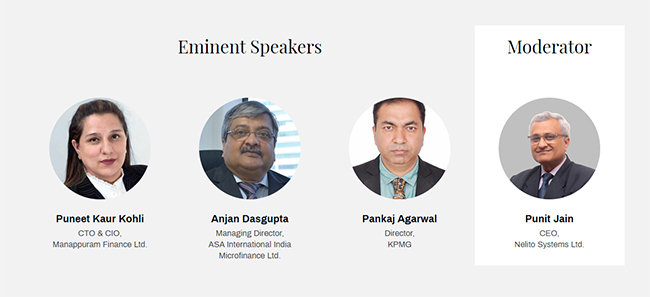 Eminent Speakers
Moderator
Puneet Kaur Kohli
CTO & CIO,
Manappuram Finance Ltd.
Anjan Dasgupta
Managing Director,
ASA International India
Microfinance Ltd.
Pankaj Agarwal
Director,
KPMG
Punit Jain
CEO,
Nelito Systems Ltd.